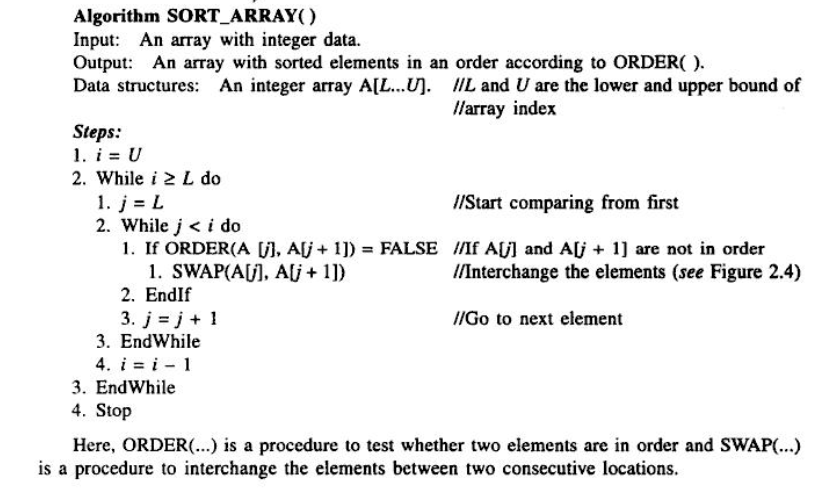 Algorithm SORT_ARRAY( )
Input: An array with integer data.
Output: An array with sorted elements in an order according to ORDER( ).
Data structures: An integer array A[L...U]. //L and U are the lower and upper bound of
//array index
Steps:
1. i = U
2. While i ≥ L do
1. j = L //Start comparing from first
2. While j < i do
1. If ORDER(A [j], A[j + 1]) = FALSE //If A[j] and A[j + 1] are not in order
1. SWAP(A[j], A[j + 1]) //Interchange the elements (see Figure 2.4)
2. EndIf
3. j = j + 1 //Go to next element
3. EndWhile
4. i = i – 1
3. EndWhile
4. Stop
Here, ORDER(...) is a procedure to test whether two elements are in order and SWAP(...)
is a procedure to interchange the elements between two consecutive locations.